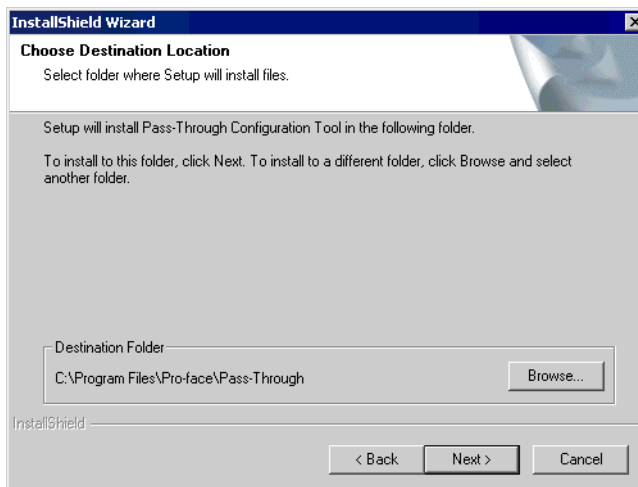 InstallShield Wizard
Choose Destination Location
Select folder where Setup will install files.
Setup will install Pass-Through Configuration Tool in the following folder.
To install to this folder, click Next. To install to a different folder, click Browse and select
another folder.
Destination Folder
C:\Program Files\Pro-face\Pass-Through
Browse...
InstallShield
< Back
Next >
Cancel